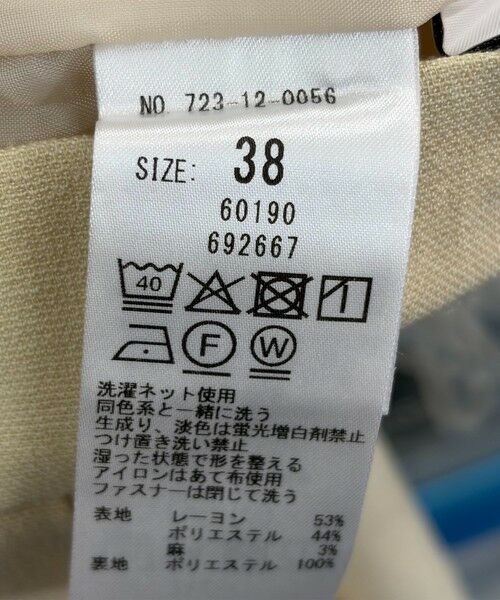 NO. 723-12-0056
SIZE: 38
60190
692667
40
F W
洗濯ネット使用
同色系と一緒に洗う
生成り、淡色は蛍光増白剤禁止
つけ置き洗い禁止
湿った状態で形を整える
アイロンはあて布使用
ファスナーは閉じて洗う
表地 レーヨン 53%
ポリエステル 44%
麻 3%
裏地 ポリエステル 100%